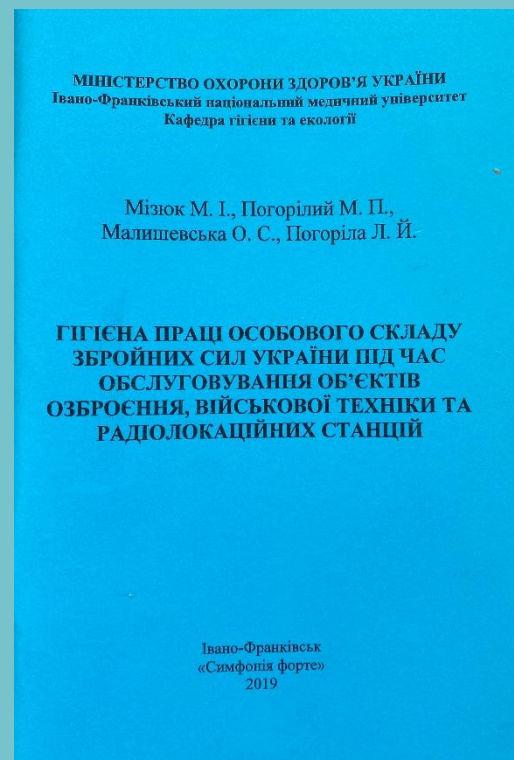 МІНІСТЕРСТВО ОХОРОНИ ЗДОРОВ'Я УКРАЇНИ
Івано-Франківський національний медичний університет
Кафедра гігієни та екології
Мізюк М. І., Погорілий М. П.,
Малишевська О. С., Погоріла Л. Й.
ГІГІЄНА ПРАЦІ ОСОБОВОГО СКЛАДУ
ЗБРОЙНИХ СИЛ УКРАЇНИ ПІД ЧАС
ОБСЛУГОВУВАННЯ ОБ'ЄКТІВ
ОЗБРОЄННЯ, ВІЙСЬКОВОЇ ТЕХНІКИ ТА
РАДІОЛОКАЦІЙНИХ СТАНЦІЙ
Івано-Франківськ
«Симфонія форте»
2019